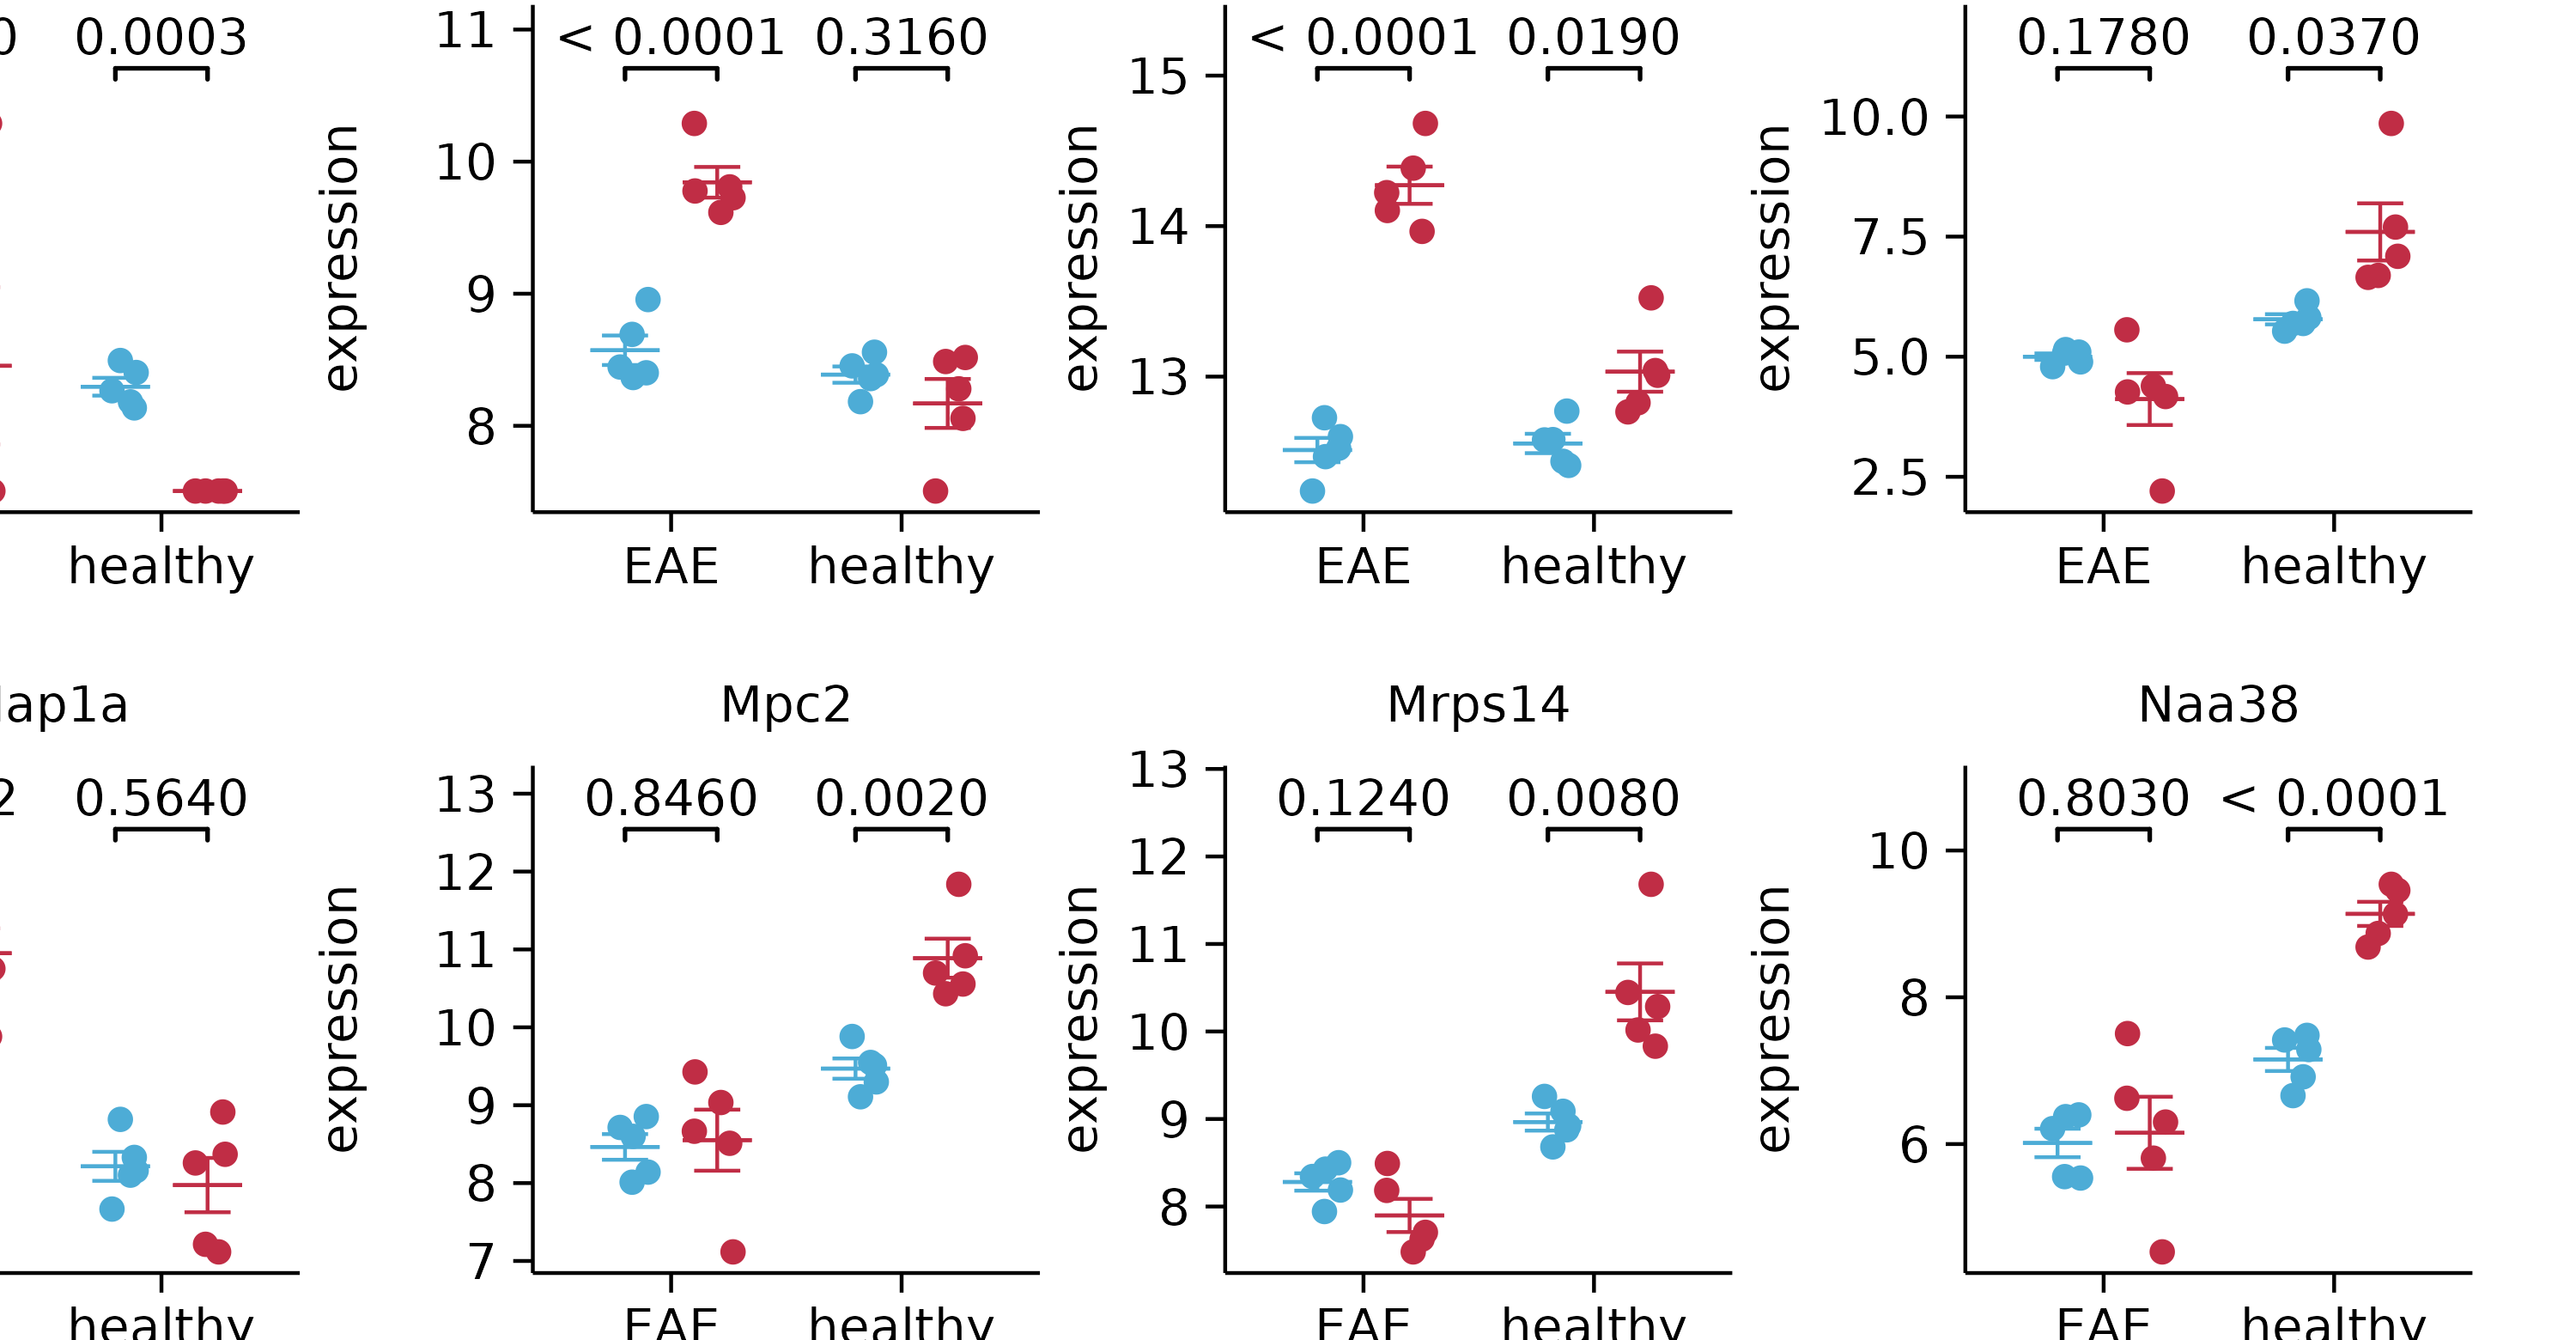 0.0003
11
< 0.0001 0.3160
10
9
8
expression
EAE
healthy
healthy
< 0.0001 0.0190
15
14
13
expression
EAE
healthy
0.1780 0.0370
10.0
7.5
5.0
2.5
expression
EAE
healthy
ap1a
0.5640
healthy
Mpc2
0.8460 0.0020
13
12
11
10
9
8
7
expression
EAE
healthy
Mrps14
0.1240 0.0080
13
12
11
10
9
8
expression
EAE
healthy
Naa38
0.8030 < 0.0001
10
8
6
expression
EAE
healthy